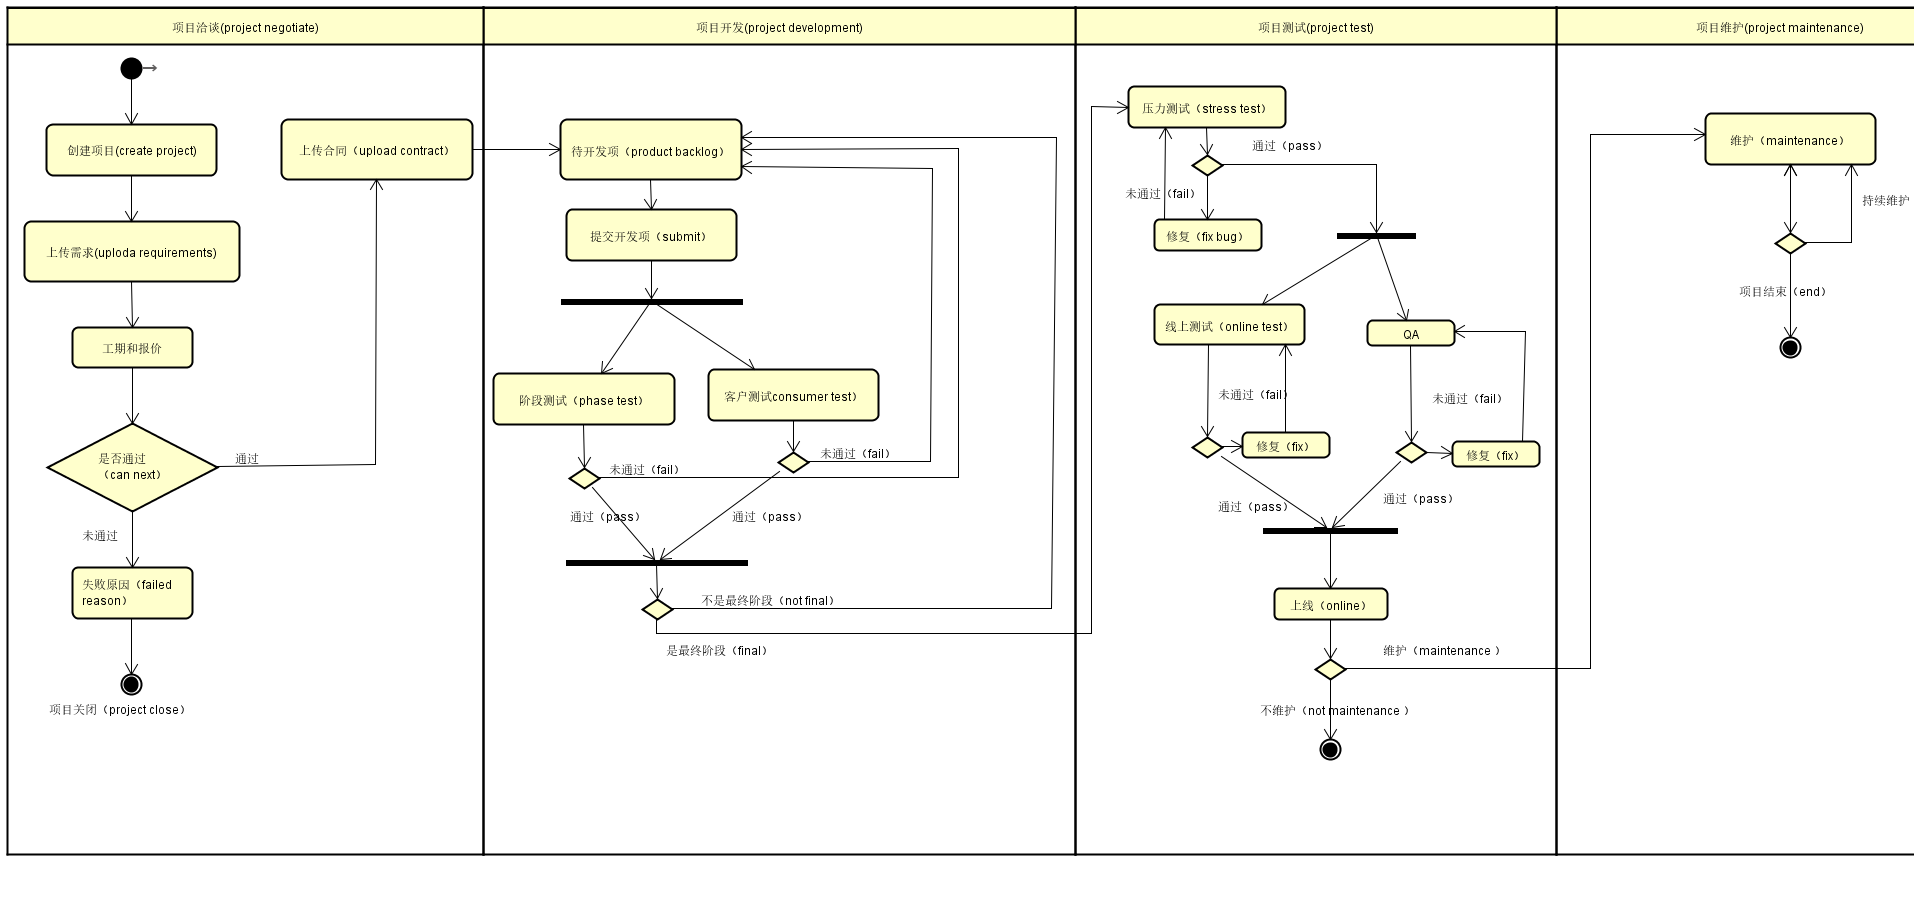 项目洽谈(project negotiate)
项目开发(project development)
项目测试(project test)
项目维护(project maintenance)
创建项目(create project)
上传合同（upload contract）
上传需求(uploda requirements)
工期和报价
是否通过
（can next）
通过
未通过
失败原因（failed
reason）
项目关闭（project close）
待开发项（product backlog）
提交开发项（submit）
阶段测试（phase test）
客户测试consumer test）
未通过（fail）
未通过（fail）
通过（pass）
通过（pass）
不是最终阶段（not final）
是最终阶段（final）
压力测试（stress test）
通过（pass）
未通过（fail）
修复（fix bug）
线上测试（online test）
QA
未通过（fail）
未通过（fail）
修复（fix）
修复（fix）
通过（pass）
通过（pass）
上线（online）
维护（maintenance ）
不维护（not maintenance ）
维护（maintenance）
持续维护
项目结束（end）